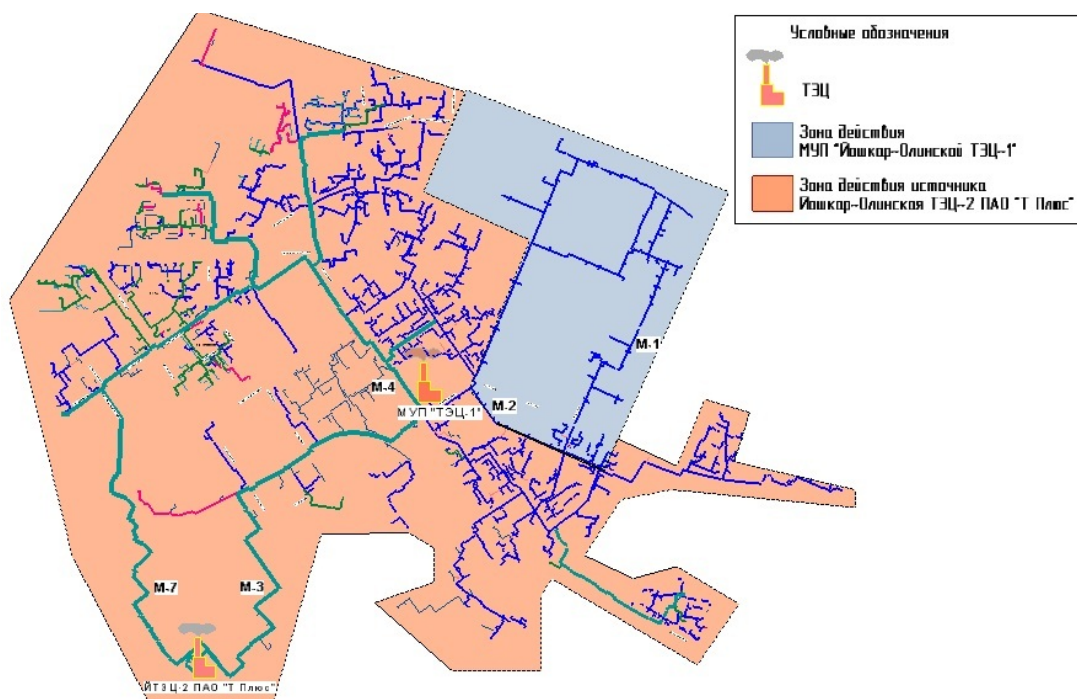 Условные обозначения
ТЭЦ
Зона действия
МУП "Йошкар-Олинской ТЭЦ-1"
Зона действия источника
Йошкар-Олинская ТЭЦ-2 ПАО "Т Плюс"
М-1
М-4
МУП "ТЭЦ-1"
М-2
М-7
М-3
ЙТЭЦ-2 ПАО "Т Плюс"